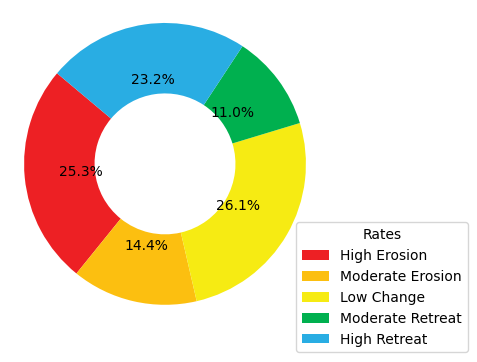 23.2%
11.0%
25.3%
26.1%
14.4%
Rates
High Erosion
Moderate Erosion
Low Change
Moderate Retreat
High Retreat